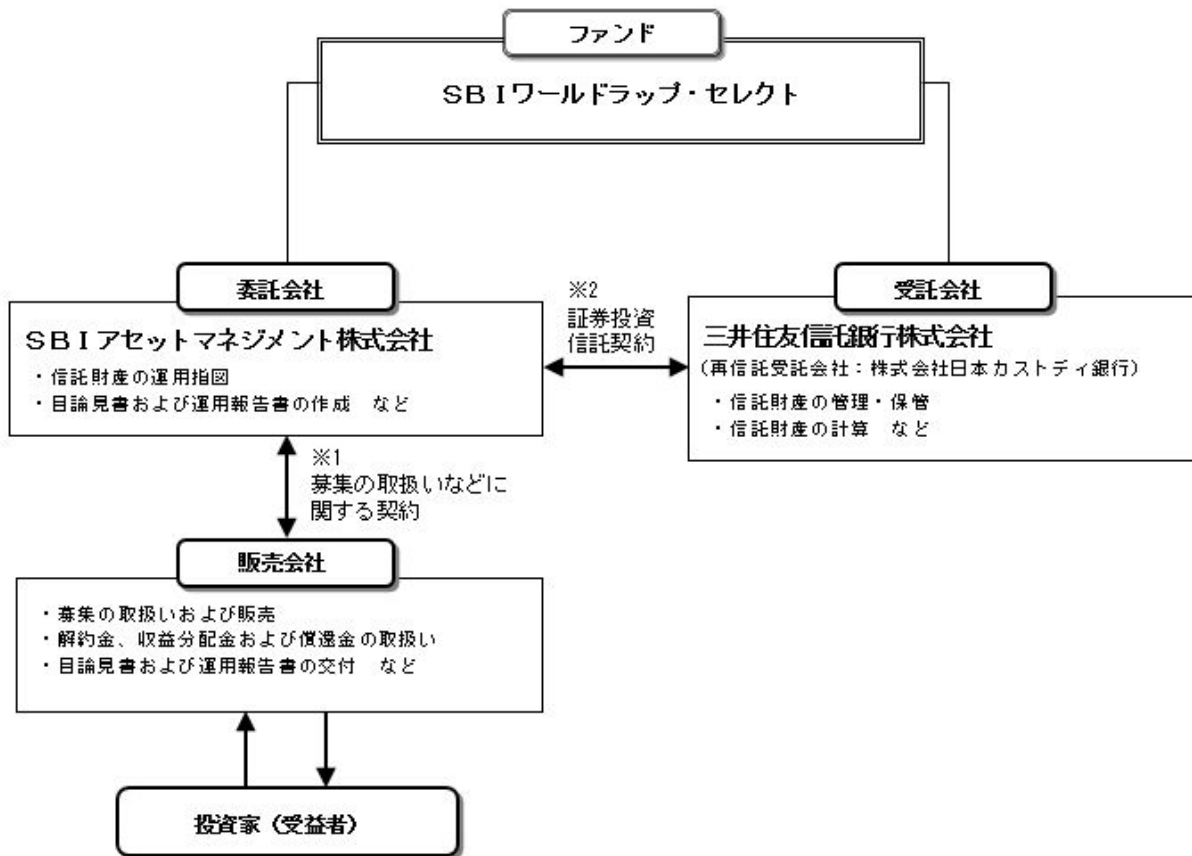 ファンド
SBIワールドラップ・セレクト
委託会社
SBIアセットマネジメント株式会社
・信託財産の運用指図
・目論見書および運用報告書の作成　など
※2
証券投資
信託契約
受託会社
三井住友信託銀行株式会社
(再信託受託会社：株式会社日本カストディ銀行)
・信託財産の管理・保管
・信託財産の計算　など
※1
募集の取扱いなどに
関する契約
販売会社
・募集の取扱いおよび販売
・解約金、収益分配金および償還金の取扱い
・目論見書および運用報告書の交付　など
投資家（受益者）